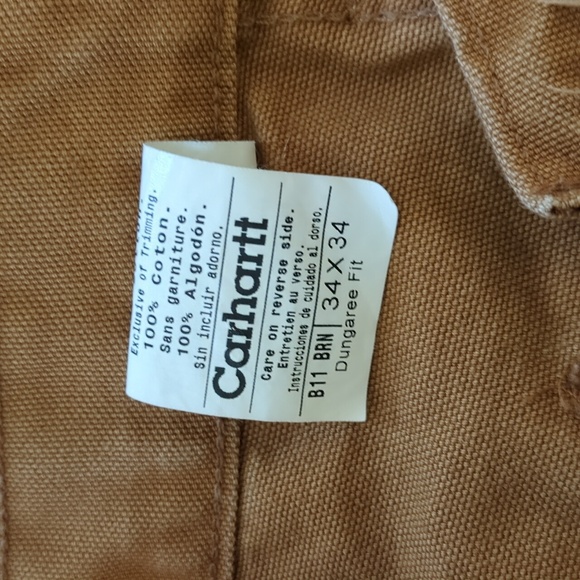 Exclusive of Trimming.
100% Coton.
Sans garniture.
100% Algodón.
Sin incluir adorno.
Carhartt
Care on reverse side.
Entretien au verso.
Instrucciones de cuidado al dorso.
B11 BRN | 34 X 34
Dungaree Fit